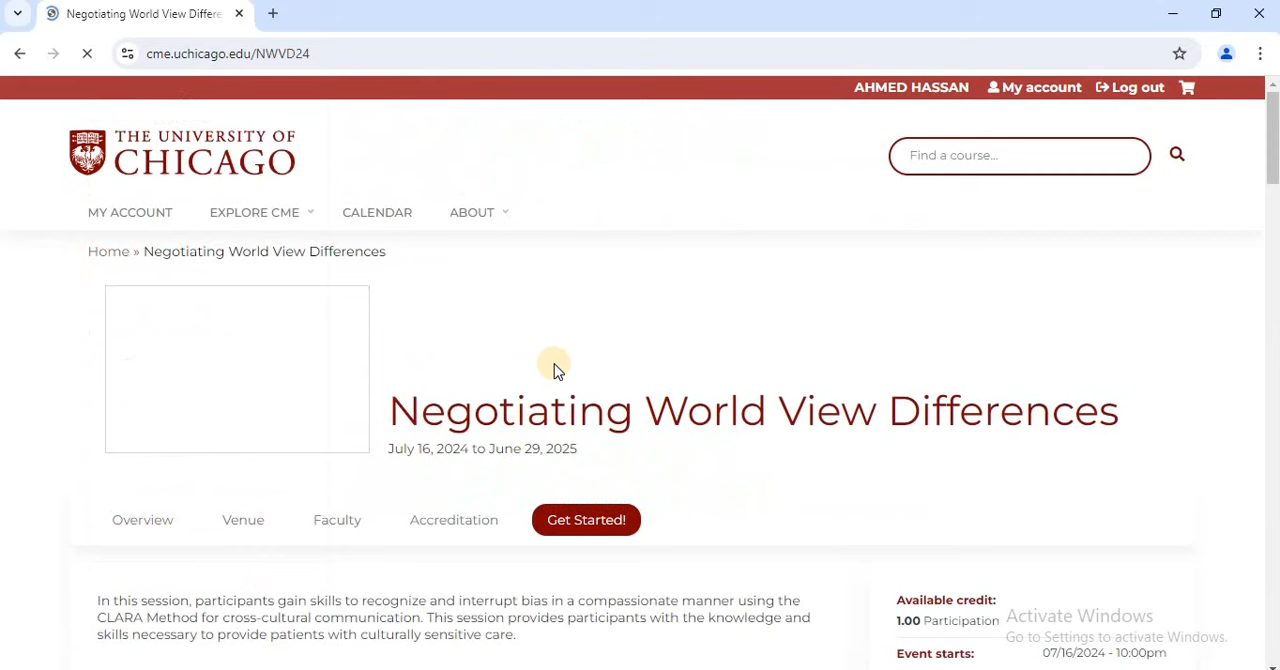 Negotiating World View Differe
cme.uchicago.edu/NWVD24
AHMED HASSAN My account Log out
THE UNIVERSITY OF
CHICAGO
Find a course...
MY ACCOUNT EXPLORE CME CALENDAR ABOUT
Home » Negotiating World View Differences
Negotiating World View Differences
July 16, 2024 to June 29, 2025
Overview Venue Faculty Accreditation Get Started!
In this session, participants gain skills to recognize and interrupt bias in a compassionate manner using the
CLARA Method for cross-cultural communication. This session provides participants with the knowledge and
skills necessary to provide patients with culturally sensitive care.
Available credit:
1.00 Participation
Event starts:
07/16/2024 - 10:00pm
Activate Windows
Go to Settings to activate Windows.